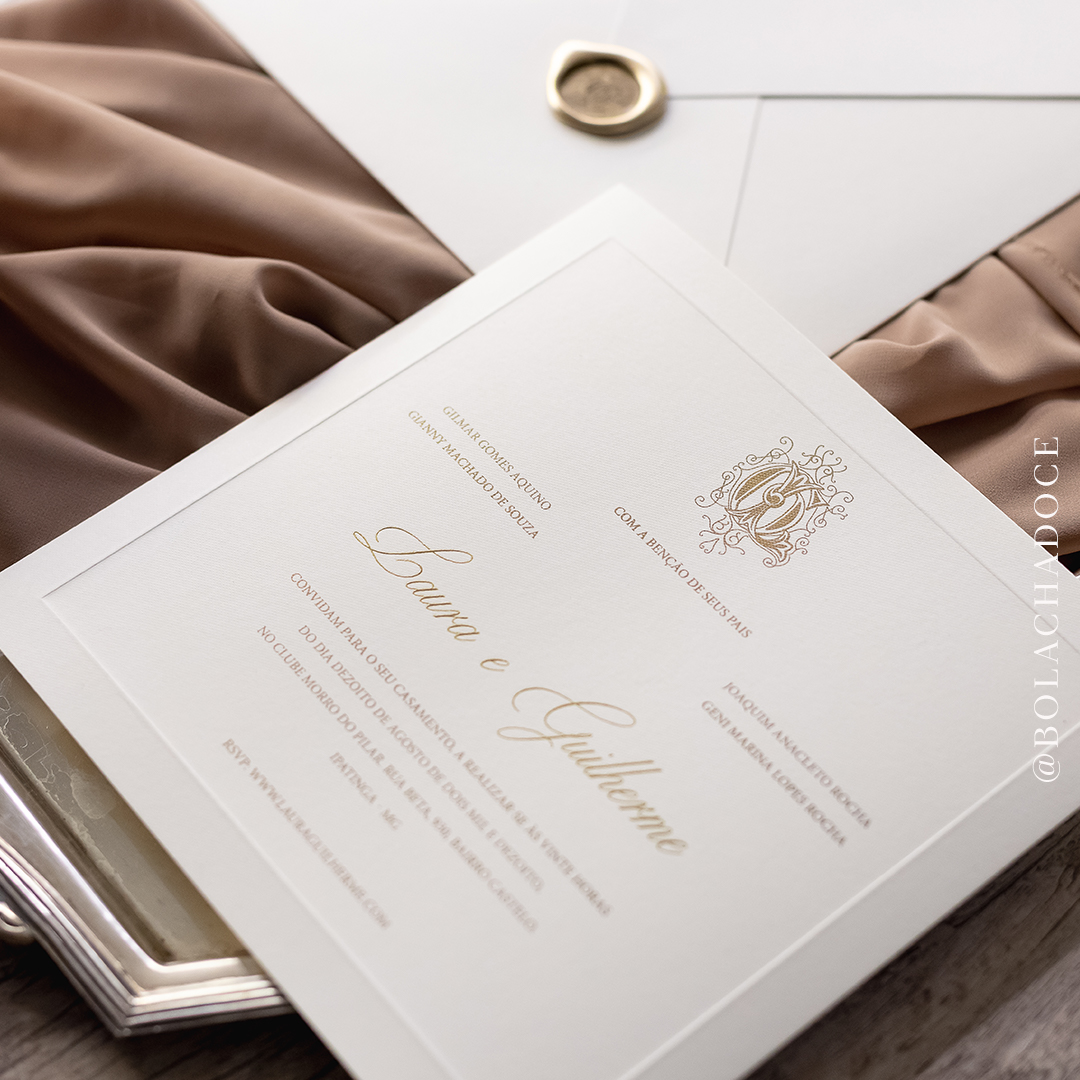 COM A BENÇÃO DE SEUS PAIS
GILMAR GOMES AQUINO
GIANNY MACHADO DE SOUZA
JOAQUIM ANACLETO ROCHA
GENI MARINA LOPES ROCHA
Laura e Guilherme
CONVIDAM PARA O SEU CASAMENTO, A REALIZAR-SE ÀS VINTE HORAS
DO DIA DEZOITO DE AGOSTO DE DOIS MIL E DEZOITO,
NO CLUBE MORRO DO PILAR, RUA BETA, BAIRRO CASTELO
IPATINGA - MG
RSVP: WWW.LAURAGUILHERME.COM
@BOLACHADOCE